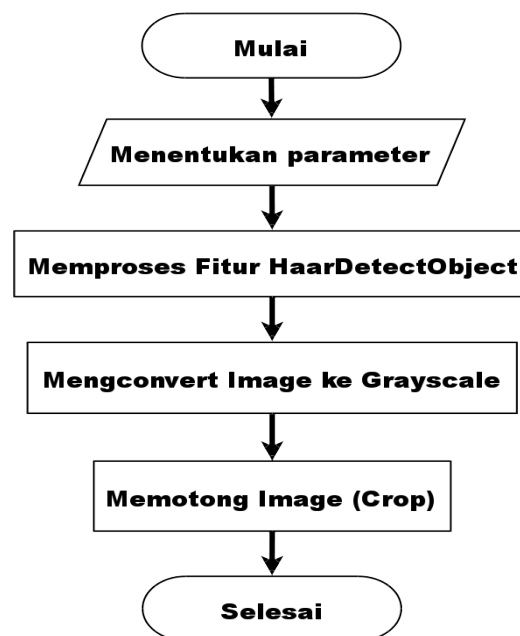 Mulai
Menentukan parameter
Memproses Fitur HaarDetectObject
Mengconvert Image ke Grayscale
Memotong Image (Crop)
Selesai